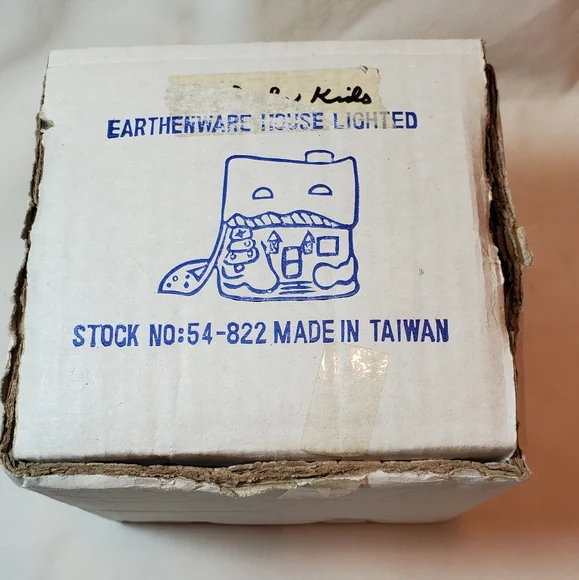 Kids
EARTHENWARE HOUSE LIGHTED
STOCK NO:54-822 MADE IN TAIWAN